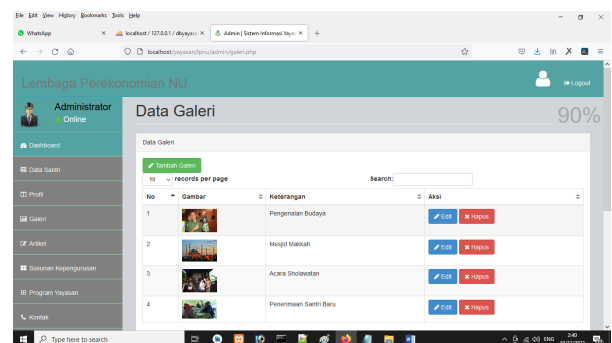 File Edit View History Bookmarks Tools Help
WhatsApp
localhost / 127.0.0.1 / dbyayasa
Admin | Sistem Informasi Yaya
localhost/yayasan/lpnu/admin/galeri.php
Lembaga Perekonomian NU
Logout
Administrator
Online
Data Galeri
90%
Dashboard
Data Santri
Profil
Galeri
Artikel
Susunan Kepengurusan
Program Yayasan
Kontak
Data Galeri
Tambah Galeri
10 records per page
Search:
No Gambar Keterangan Aksi
1 Pengenalan Budaya Edit Hapus
2 Mesjid Makkah Edit Hapus
3 Acara Sholawatan Edit Hapus
4 Penerimaan Santri Baru Edit Hapus
Type here to search
ENG
2:40